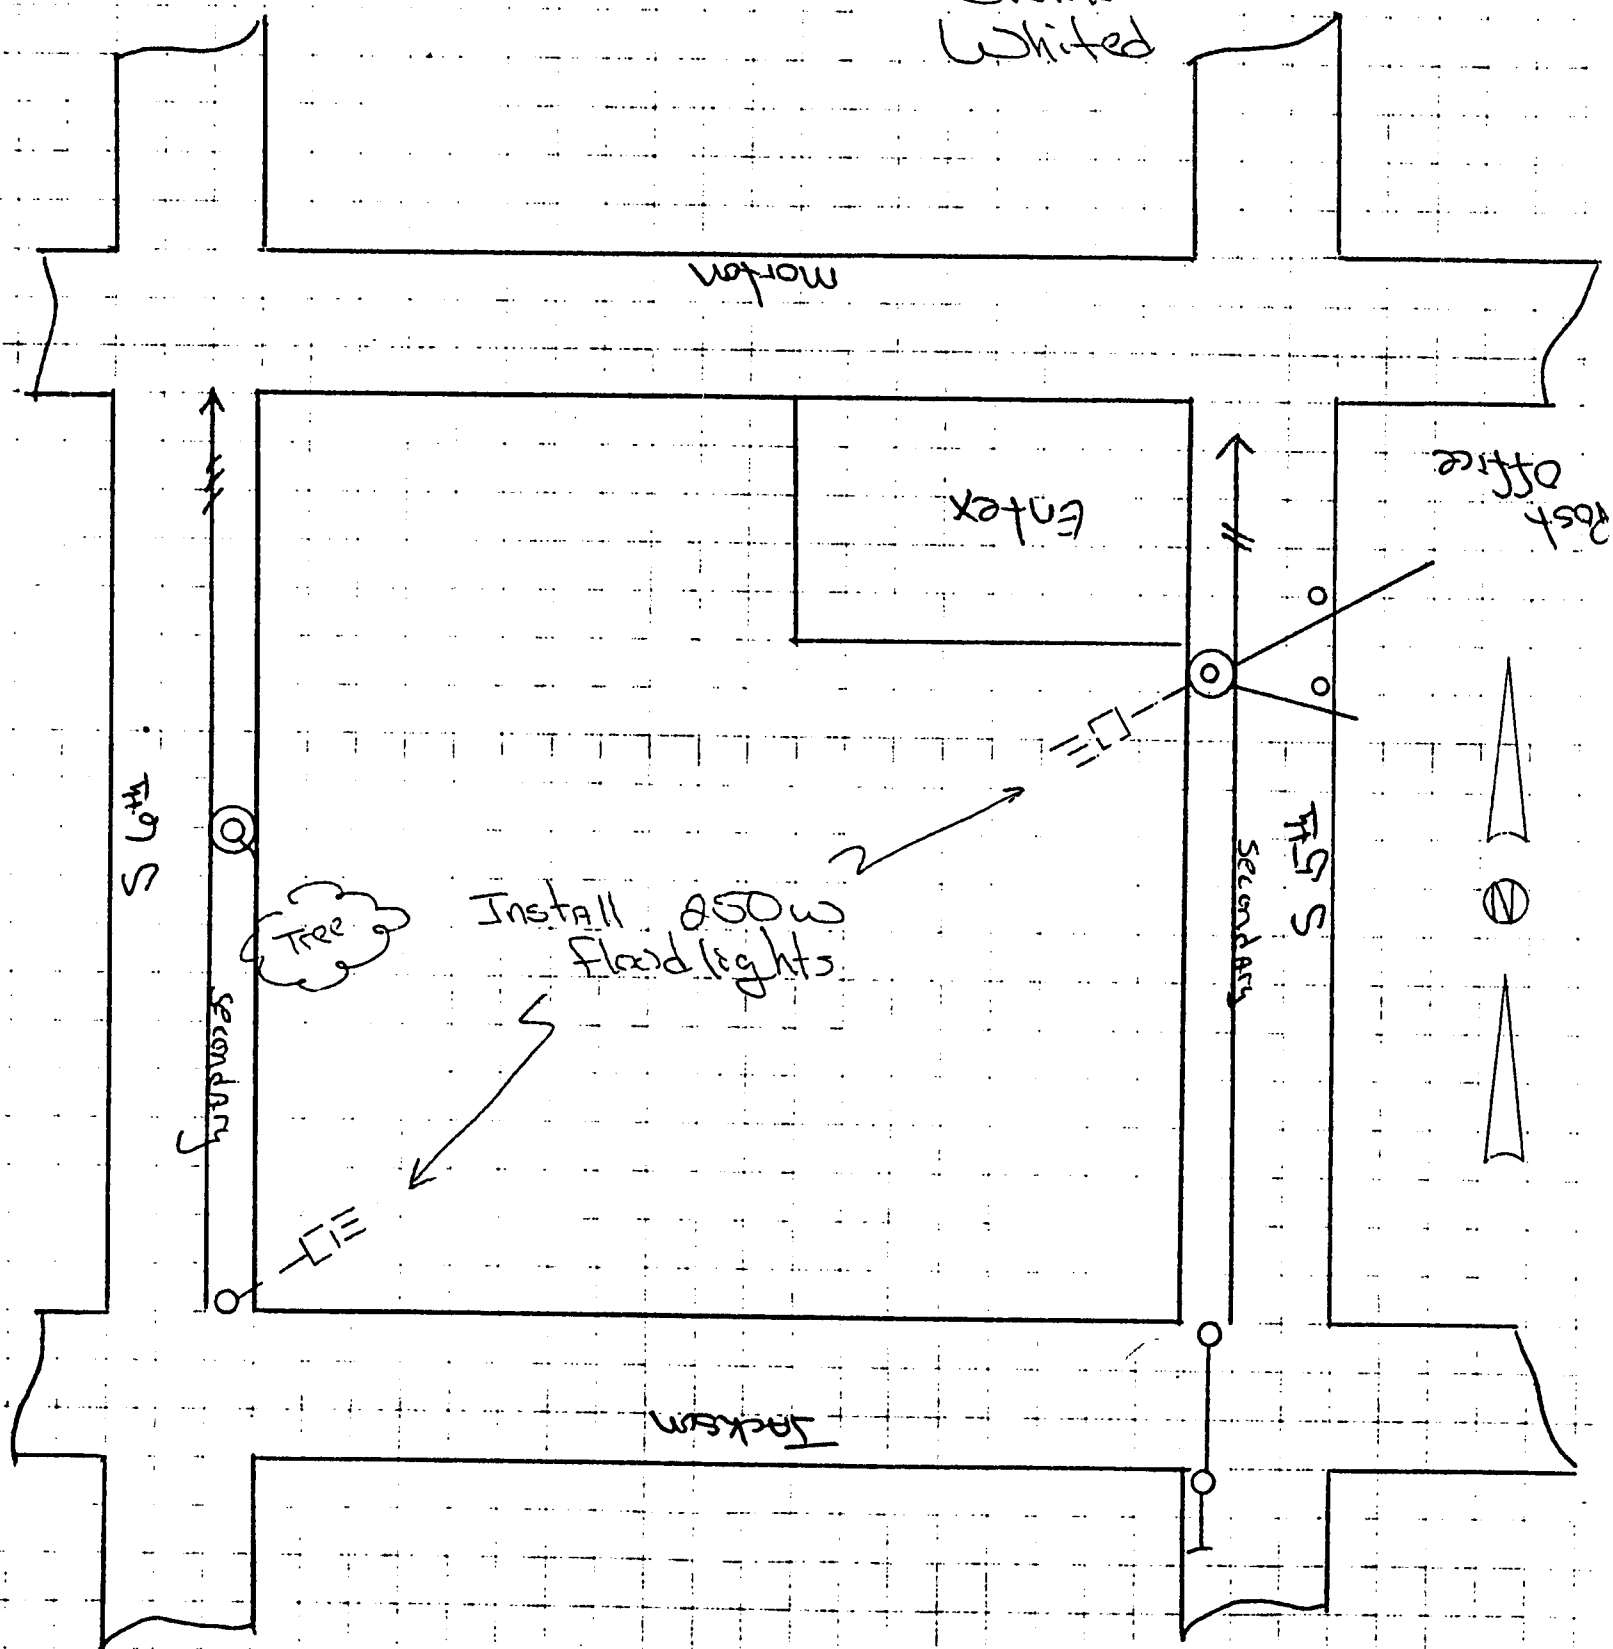 Whited
Morton
Entex
Post
Office
S 6TH
S 5TH
Secondary
Secondary
Tree
Install 250w
floodlights
N
Jackson